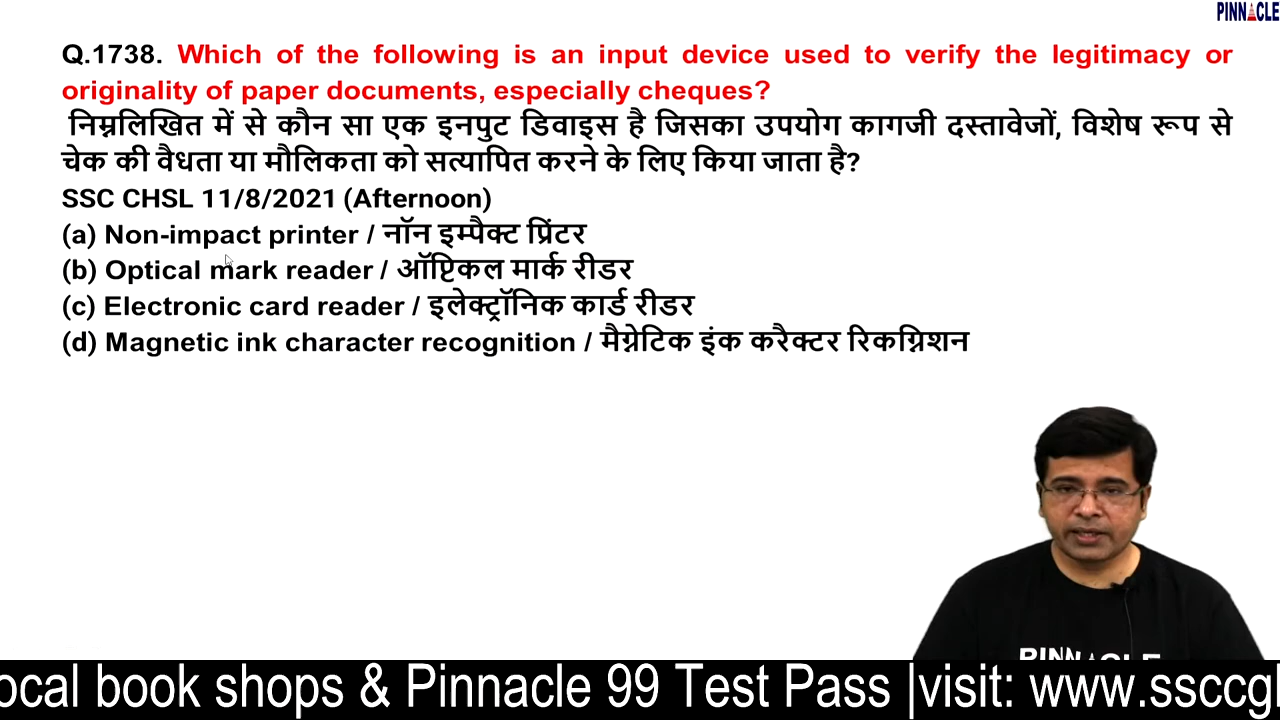 PINNACLE
Q.1738. Which of the following is an input device used to verify the legitimacy or
originality of paper documents, especially cheques?
निम्नलिखित में से कौन सा एक इनपुट डिवाइस है जिसका उपयोग कागजी दस्तावेजों, विशेष रूप से
चेक की वैधता या मौलिकता को सत्यापित करने के लिए किया जाता है?
SSC CHSL 11/8/2021 (Afternoon)
(a) Non-impact printer / नॉन इम्पैक्ट प्रिंटर
(b) Optical mark reader / ऑप्टिकल मार्क रीडर
(c) Electronic card reader / इलेक्ट्रॉनिक कार्ड रीडर
(d) Magnetic ink character recognition / मैग्नेटिक इंक करैक्टर रिकग्निशन
PINNACLE
ocal book shops & Pinnacle 99 Test Pass |visit: www.ssccgl